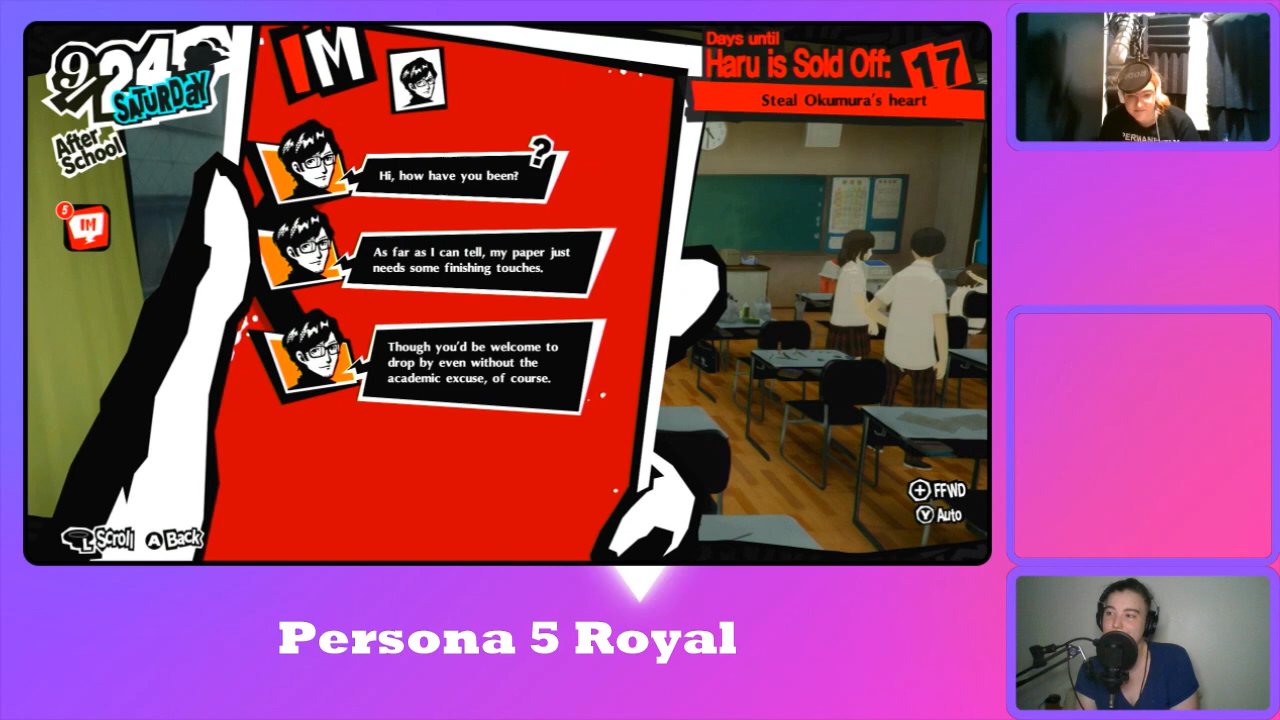 9/24
SATURDAY
After
School
5
IM
IM
Days until
Haru is Sold Off: 17
Steal Okumura's heart
Hi, how have you been?
?
As far as I can tell, my paper just
needs some finishing touches.
Though you'd be welcome to
drop by even without the
academic excuse, of course.
+ FFWD
Y Auto
L Scroll A Back
Persona 5 Royal